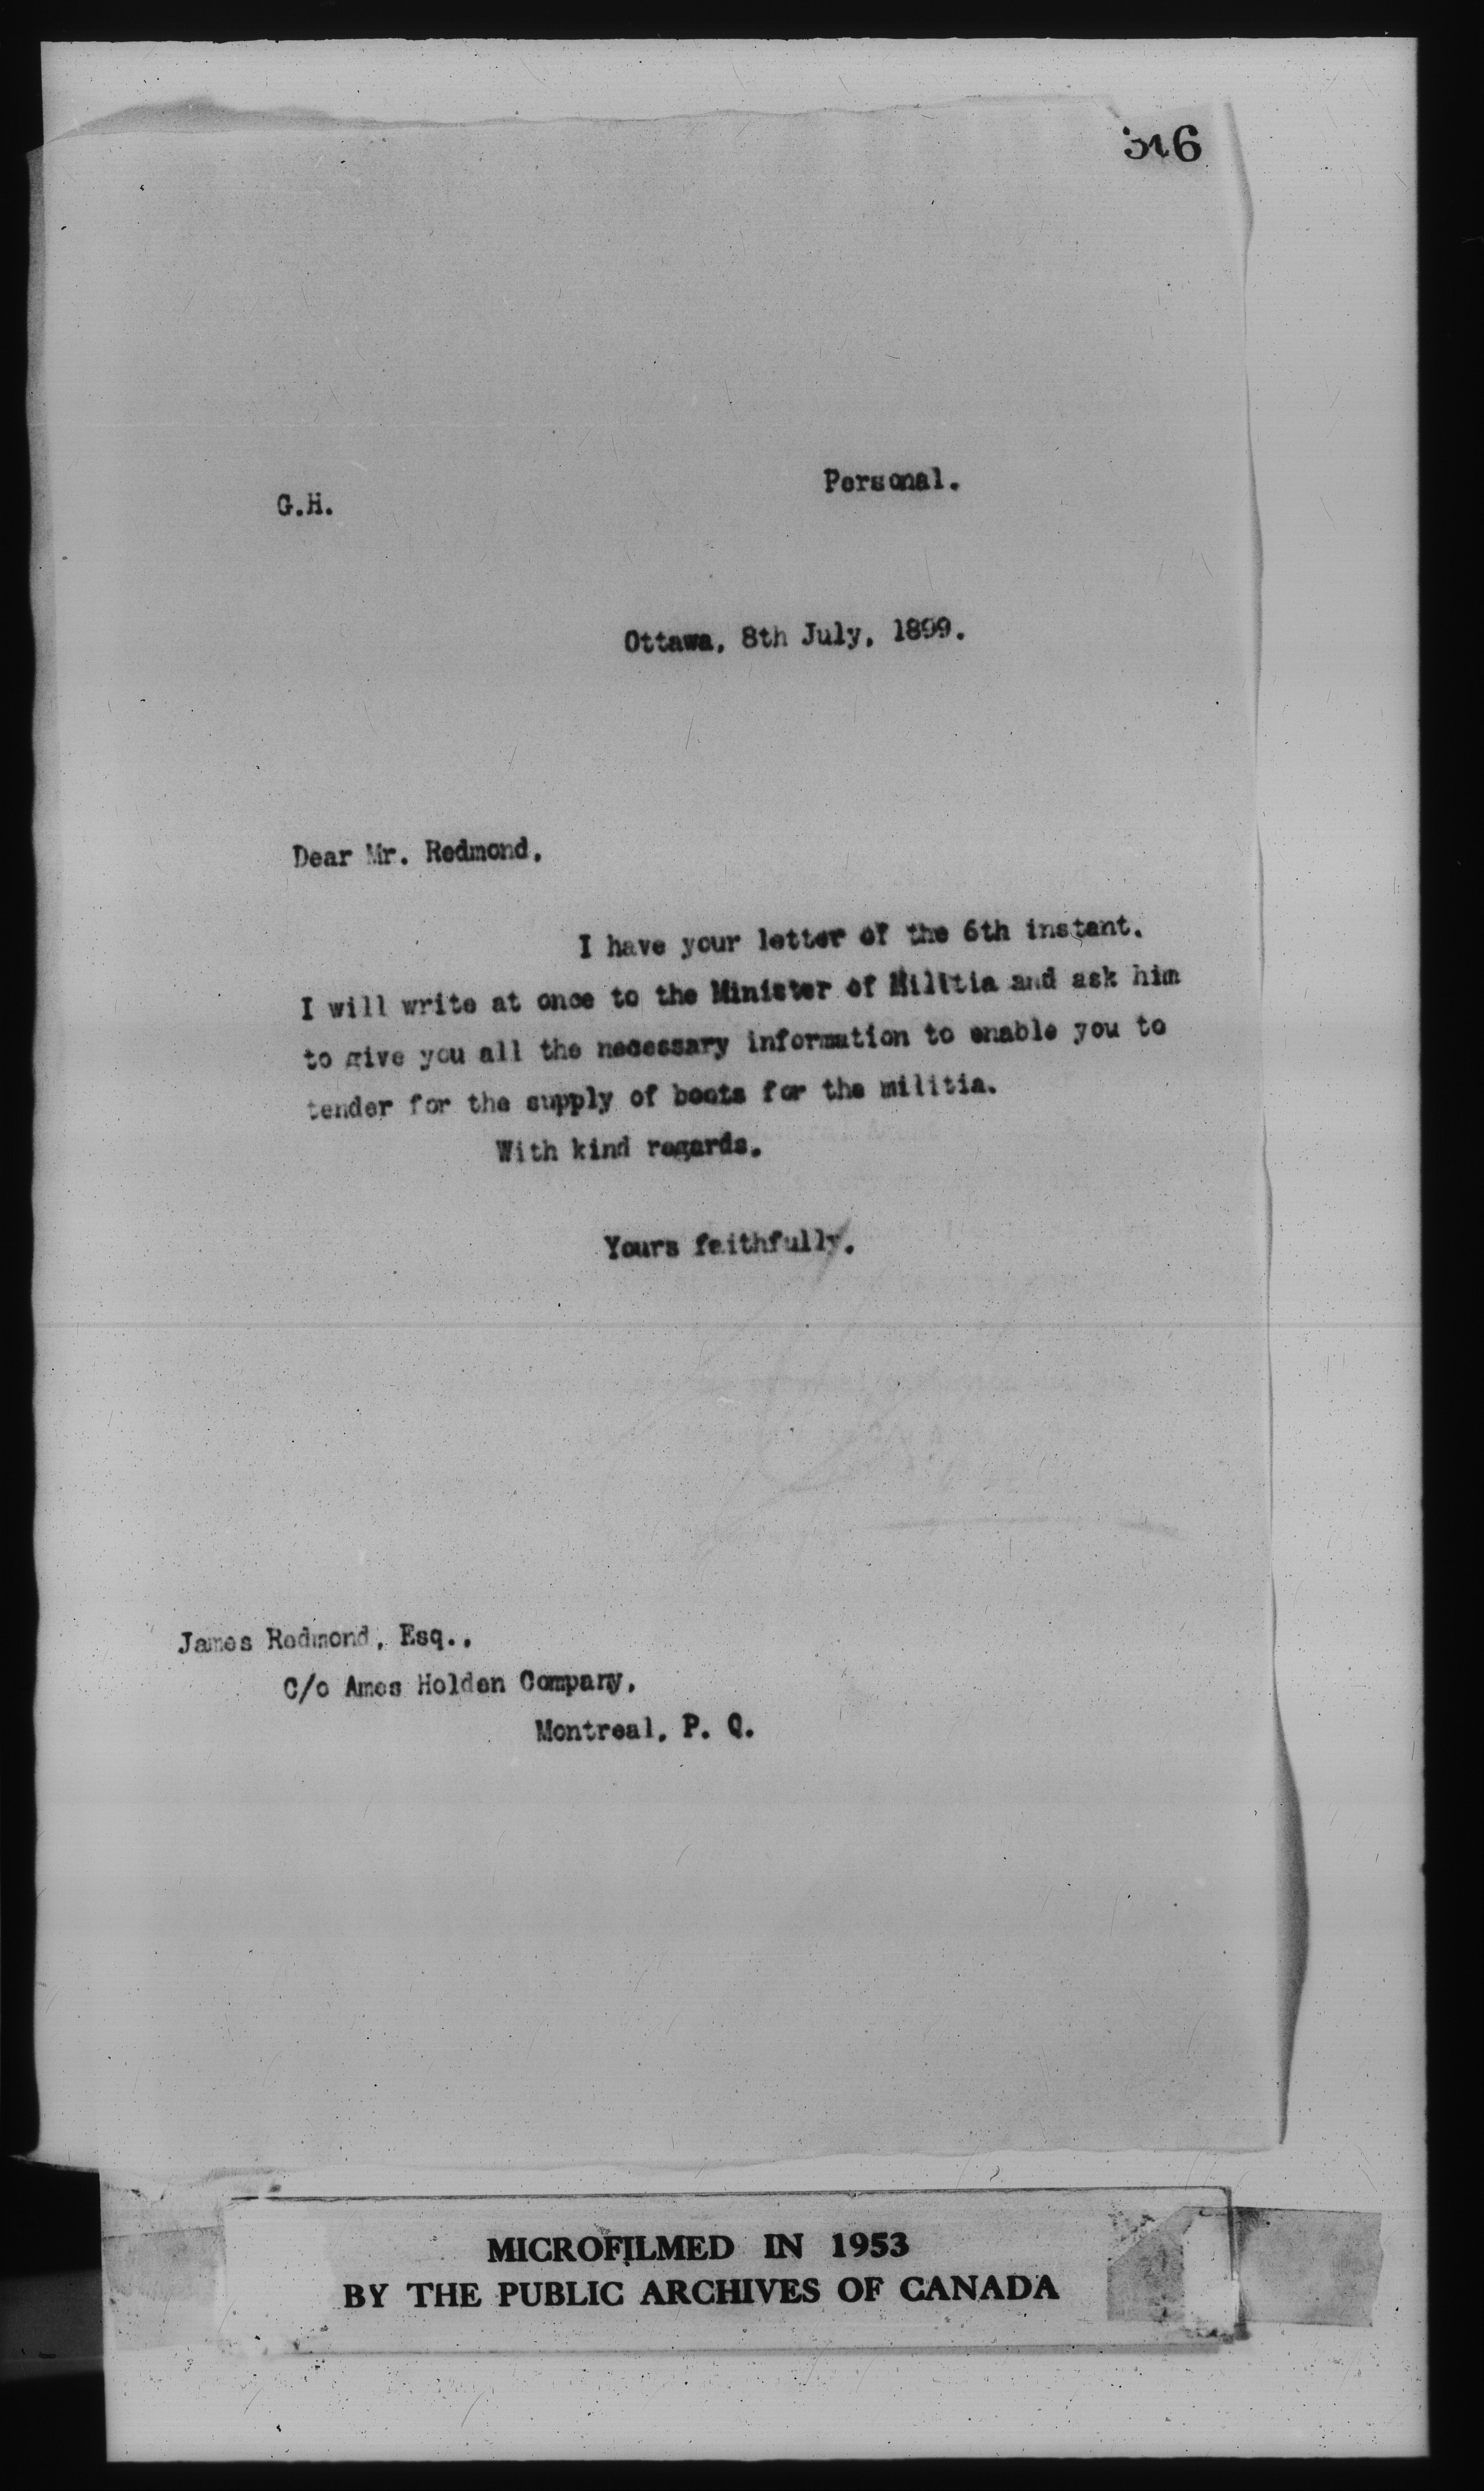 Personal.
G.H.
Ottawa, 8th July, 1899.
Dear Mr. Redmond,
I have your letter of the 6th instant.
I will write at once to the Minister of Militia and ask him
to give you all the necessary information to enable you to
tender for the supply of boots for the militia.
With kind regards,
Yours faithfully,
James Redmond, Esq.,
C/o Ames Holden Company,
Montreal, P. Q.
MICROFILMED IN 1953
BY THE PUBLIC ARCHIVES OF CANADA